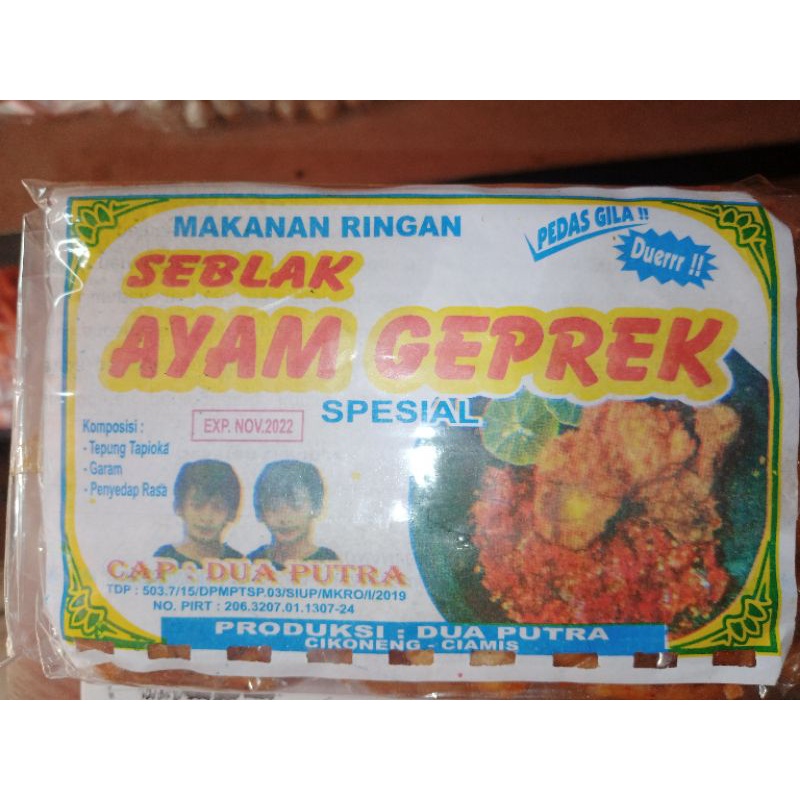 MAKANAN RINGAN
PEDAS GILA !!
Duerrr !!
SEBLAK
AYAM GEPREK
SPESIAL
Komposisi :
- Tepung Tapioka
- Garam
- Penyedap Rasa
EXP. NOV.2022
CAP : DUA PUTRA
TDP : 503.7/15/DPMPTSP.03/SIUP/MKRO/I/2019
NO. PIRT : 206.3207.01.1307-24
PRODUKSI : DUA PUTRA
CIKONENG - CIAMIS